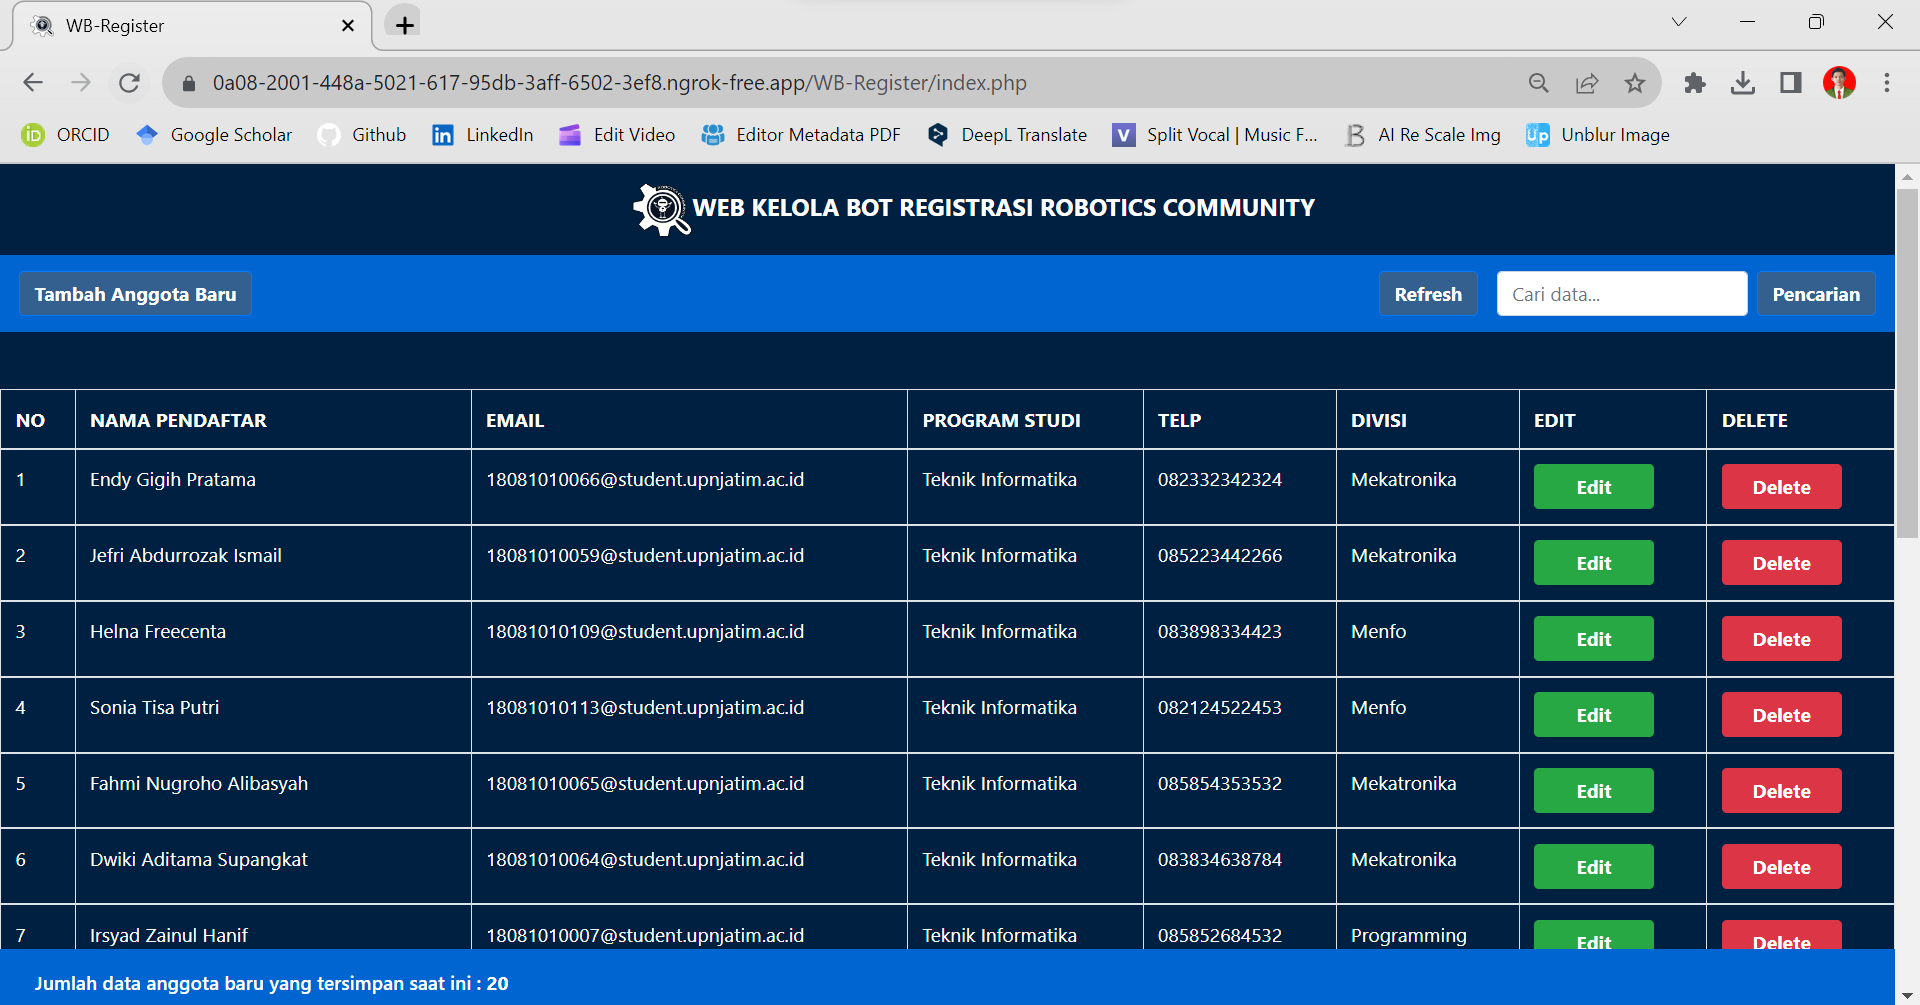 WB-Register
0a08-2001-448a-5021-617-95db-3aff-6502-3ef8.ngrok-free.app/WB-Register/index.php
ORCID Google Scholar Github LinkedIn Edit Video Editor Metadata PDF DeepL Translate Split Vocal | Music F... AI Re Scale Img Unblur Image
WEB KELOLA BOT REGISTRASI ROBOTICS COMMUNITY
Tambah Anggota Baru Refresh Cari data... Pencarian
NO NAMA PENDAFTAR EMAIL PROGRAM STUDI TELP DIVISI EDIT DELETE
1 Endy Gigih Pratama 18081010066@student.upnjatim.ac.id Teknik Informatika 082332342324 Mekatronika Edit Delete
2 Jefri Abdurrozak Ismail 18081010059@student.upnjatim.ac.id Teknik Informatika 085223442266 Mekatronika Edit Delete
3 Helna Freecenta 18081010109@student.upnjatim.ac.id Teknik Informatika 083898334423 Menfo Edit Delete
4 Sonia Tisa Putri 18081010113@student.upnjatim.ac.id Teknik Informatika 082124522453 Menfo Edit Delete
5 Fahmi Nugroho Alibasyah 18081010065@student.upnjatim.ac.id Teknik Informatika 085854353532 Mekatronika Edit Delete
6 Dwiki Aditama Supangkat 18081010064@student.upnjatim.ac.id Teknik Informatika 083834638784 Mekatronika Edit Delete
7 Irsyad Zainul Hanif 18081010007@student.upnjatim.ac.id Teknik Informatika 085852684532 Programming Edit Delete
Jumlah data anggota baru yang tersimpan saat ini : 20